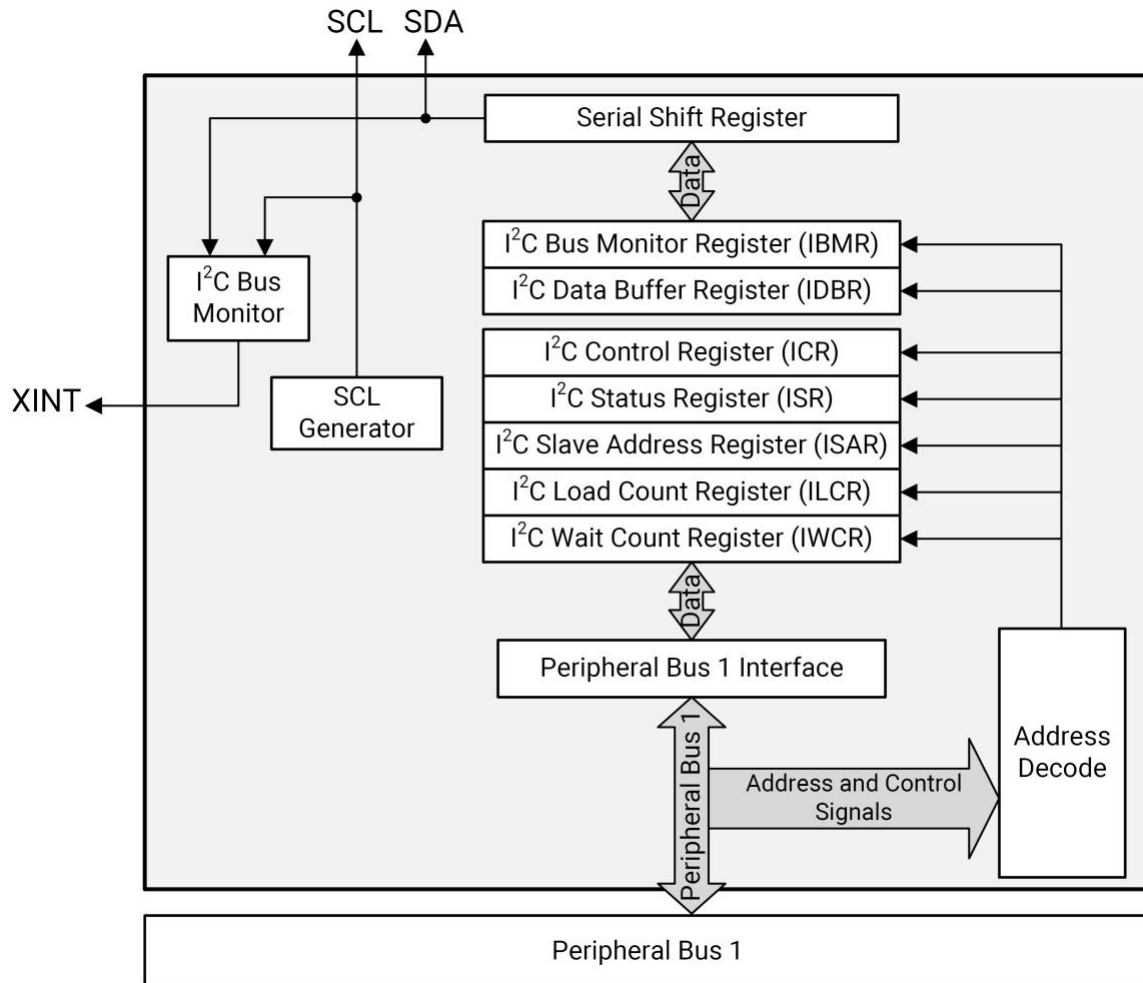 SCL SDA
Serial Shift Register
Data
I²C Bus Monitor Register (IBMR)
I²C Data Buffer Register (IDBR)
I²C Bus
Monitor
I²C Control Register (ICR)
I²C Status Register (ISR)
I²C Slave Address Register (ISAR)
I²C Load Count Register (ILCR)
I²C Wait Count Register (IWCR)
XINT
SCL
Generator
Data
Peripheral Bus 1 Interface
Peripheral Bus 1
Address and Control
Signals
Address
Decode
Peripheral Bus 1